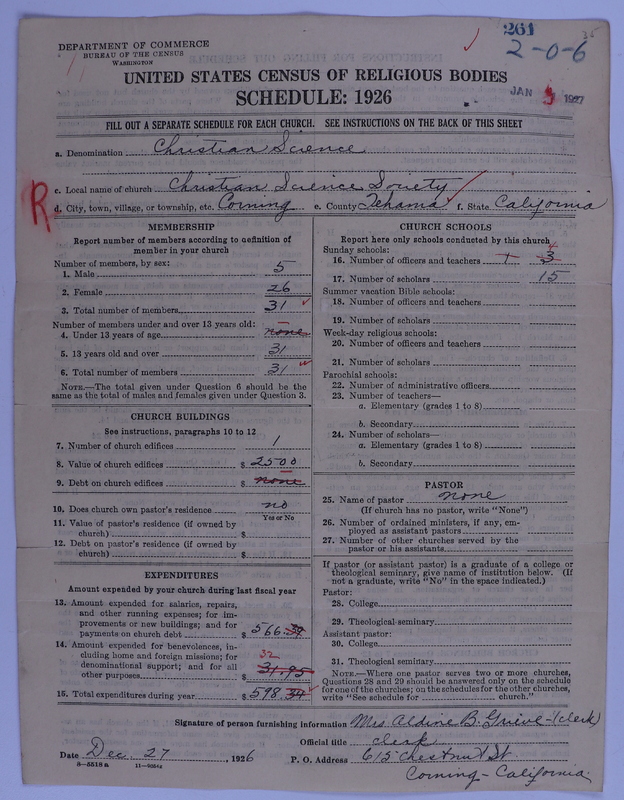 261
2-0-6
DEPARTMENT OF COMMERCE
BUREAU OF THE CENSUS
WASHINGTON
UNITED STATES CENSUS OF RELIGIOUS BODIES
SCHEDULE: 1926
JAN 3 1927
FILL OUT A SEPARATE SCHEDULE FOR EACH CHURCH. SEE INSTRUCTIONS ON THE BACK OF THIS SHEET
a. Denomination Christian Science
c. Local name of church Christian Science Society
R
d. City, town, village, or township, etc. Corning e. County Tehama f. State California
MEMBERSHIP
Report number of members according to definition of
member in your church
Number of members, by sex:
1. Male 5
2. Female 26
3. Total number of members 31
Number of members under and over 13 years old:
4. Under 13 years of age none
5. 13 years old and over 31
6. Total number of members 31
NOTE.—The total given under Question 6 should be the
same as the total of males and females given under Question 3.
CHURCH BUILDINGS
See instructions, paragraphs 10 to 12
7. Number of church edifices 1
8. Value of church edifices $ 2500
9. Debt on church edifices $ none
10. Does church own pastor's residence no
Yes or No
11. Value of pastor's residence (if owned by
church) $
12. Debt on pastor's residence (if owned by
church) $
EXPENDITURES
Amount expended by your church during last fiscal year
13. Amount expended for salaries, repairs,
and other running expenses; for im-
provements or new buildings; and for
payments on church debt $ 566.39
14. Amount expended for benevolences, in-
cluding home and foreign missions; for
denominational support; and for all
other purposes $ 31.95
32
15. Total expenditures during year $ 598.34
CHURCH SCHOOLS
Report here only schools conducted by this church
Sunday schools:
16. Number of officers and teachers 1 3
17. Number of scholars 15
Summer vacation Bible schools:
18. Number of officers and teachers
19. Number of scholars
Week-day religious schools:
20. Number of officers and teachers
21. Number of scholars
Parochial schools:
22. Number of administrative officers
23. Number of teachers—
a. Elementary (grades 1 to 8)
b. Secondary
24. Number of scholars—
a. Elementary (grades 1 to 8)
b. Secondary
PASTOR
25. Name of pastor none
(If church has no pastor, write "None")
26. Number of ordained ministers, if any, em-
ployed as assistant pastors
27. Number of other churches served by the
pastor or his assistants
If pastor (or assistant pastor) is a graduate of a college or
theological seminary, give name of institution below. (If
not a graduate, write "No" in the space indicated.)
Pastor:
28. College
29. Theological seminary
Assistant pastor:
30. College
31. Theological seminary
NOTE.—Where one pastor serves two or more churches,
Questions 28 and 29 should be answered only on the schedule
for one of the churches; on the schedules for the other churches,
write "See schedule for church."
Signature of person furnishing information Mrs Aldine B. (clerk)
Official title clerk
Date Dec. 27, 1926 P. O. Address 615 Chestnut St
Corning - California
8-5518a